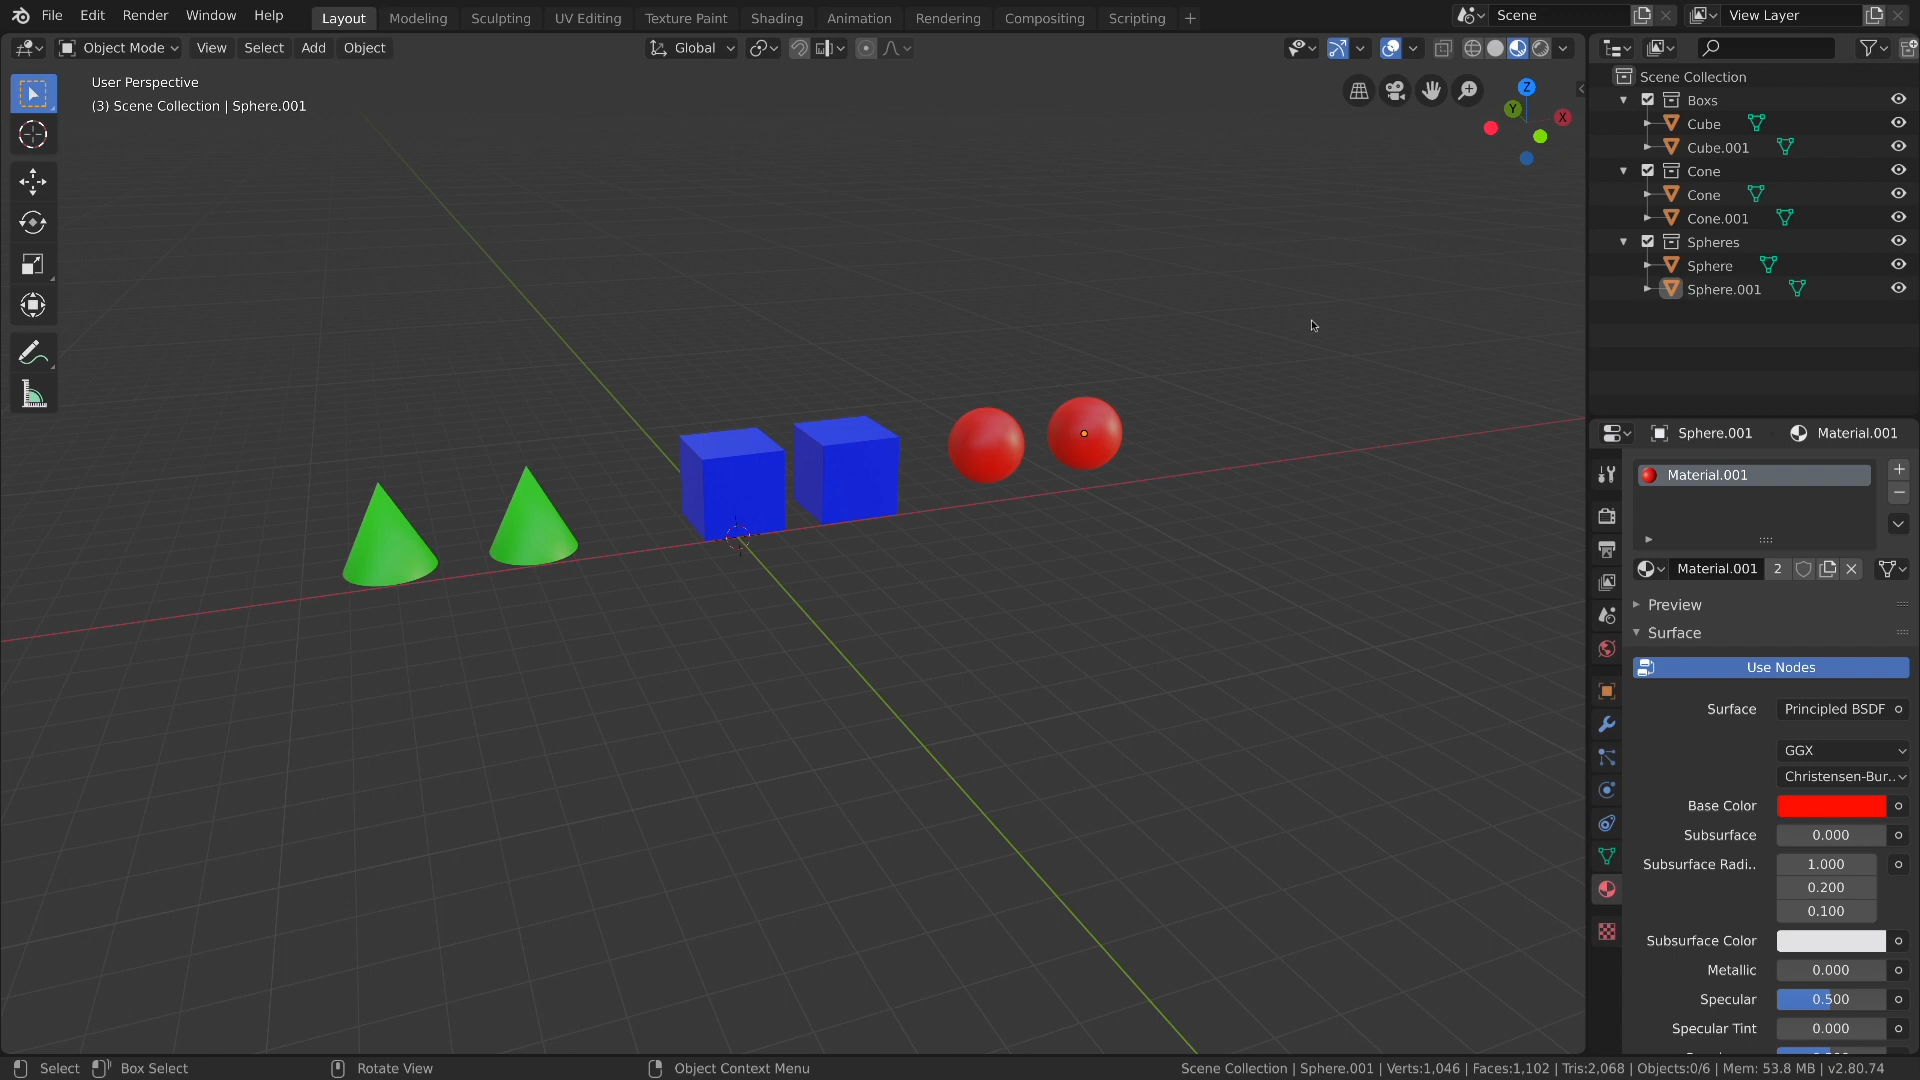 File Edit Render Window Help Layout Modeling Sculpting UV Editing Texture Paint Shading Animation Rendering Compositing Scripting + Scene View Layer
Object Mode View Select Add Object Global
User Perspective
(3) Scene Collection | Sphere.001
Z
Y
X
Scene Collection
Boxs
Cube
Cube.001
Cone
Cone
Cone.001
Spheres
Sphere
Sphere.001
Sphere.001 Material.001
Material.001
Material.001 2
Preview
Surface
Use Nodes
Surface Principled BSDF
GGX
Christensen-Bur..
Base Color
Subsurface 0.000
Subsurface Radi.. 1.000
0.200
0.100
Subsurface Color
Metallic 0.000
Specular 0.500
Specular Tint 0.000
Select Box Select Rotate View Object Context Menu Scene Collection | Sphere.001 | Verts:1,046 | Faces:1,102 | Tris:2,068 | Objects:0/6 | Mem: 53.8 MB | v2.80.74